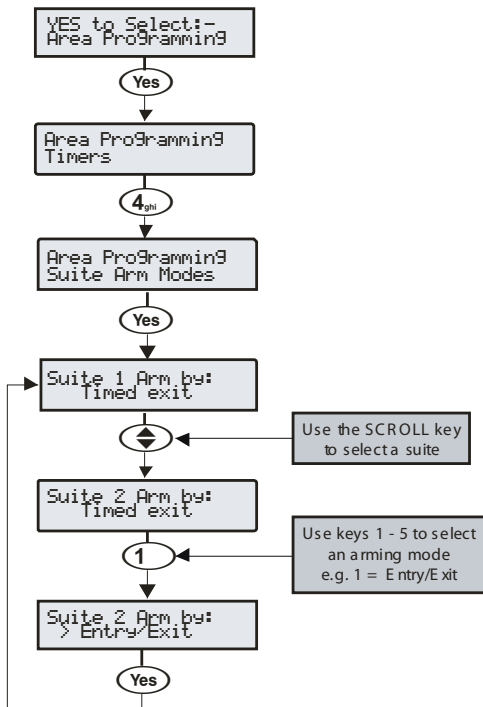 YES to Select:-
Area Programming
Yes
Area Programming
Timers
4ghi
Area Programming
Suite Arm Modes
Yes
Suite 1 Arm by:
Timed exit
Use the SCROLL key
to select a suite
Suite 2 Arm by:
Timed exit
Use keys 1 - 5 to select
an arming mode
e.g. 1 = Entry/Exit
1
Suite 2 Arm by:
> Entry/Exit
Yes